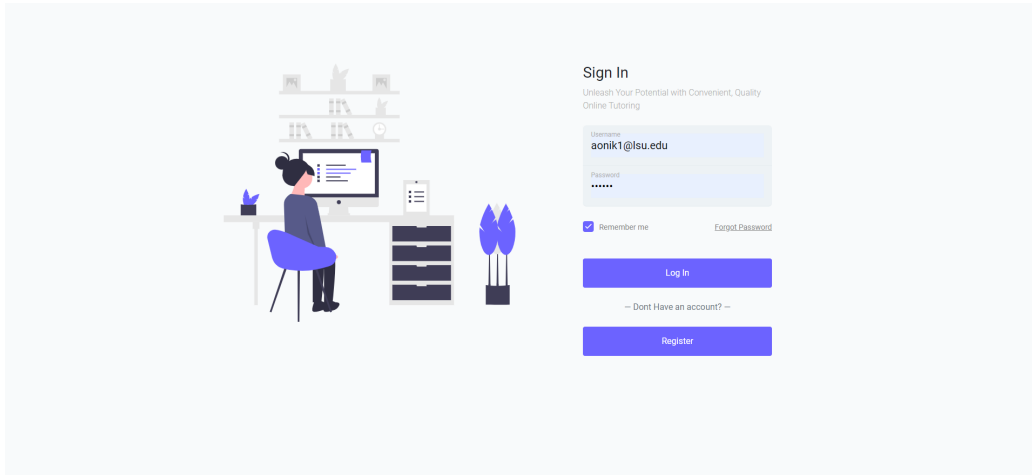 Sign In
Unleash Your Potential with Convenient, Quality
Online Tutoring
Username
aonik1@lsu.edu
Password
••••••
Remember me
Forgot Password
Log In
— Dont Have an account? —
Register